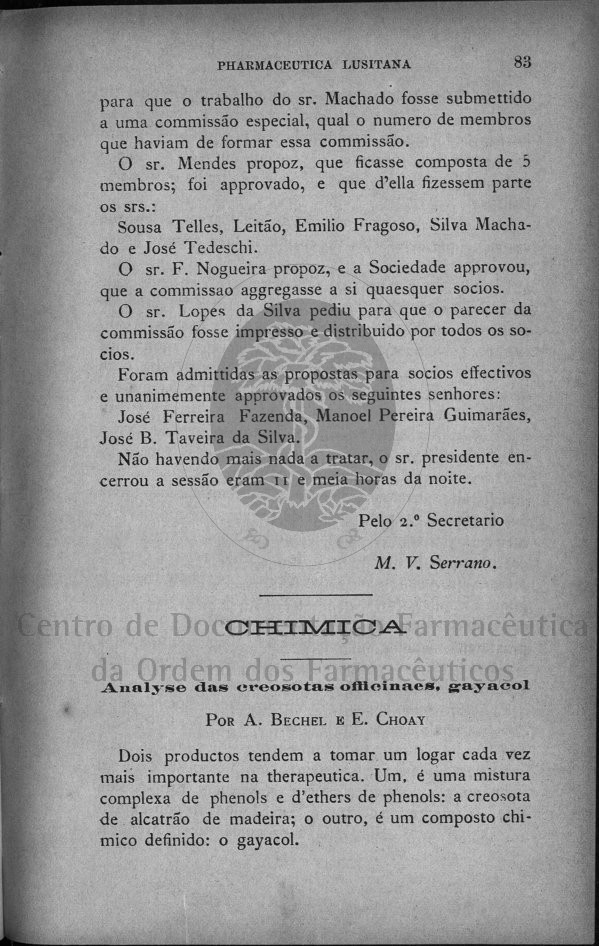 PHARMACEUTICA LUSITANA 83
para que o trabalho do sr. Machado fosse submettido
a uma commissão especial, qual o numero de membros
que haviam de formar essa commissão.
O sr. Mendes propoz, que ficasse composta de 5
membros; foi approvado, e que d'ella fizessem parte
os srs.:
Sousa Telles, Leitão, Emilio Fragoso, Silva Macha-
do e José Tedeschi.
O sr. F. Nogueira propoz, e a Sociedade approvou,
que a commissao aggregasse a si quaesquer socios.
O sr. Lopes da Silva pediu para que o parecer da
commissão fosse impresso e distribuido por todos os so-
cios.
Foram admittidas as propostas para socios effectivos
e unanimemente approvados os seguintes senhores:
José Ferreira Fazenda, Manoel Pereira Guimarães,
José B. Taveira da Silva.
Não havendo mais nada a tratar, o sr. presidente en-
cerrou a sessão eram 11 e meia horas da noite.
Pelo 2.º Secretario
M. V. Serrano.
Centro de Documentação Farmacêutica
da Ordem dos Farmacêuticos
CHIMICA
Analyse das creosotas officinaes, gayacol
POR A. BECHEL E E. CHOAY
Dois productos tendem a tomar um logar cada vez
mais importante na therapeutica. Um, é uma mistura
complexa de phenols e d'ethers de phenols: a creosota
de alcatrão de madeira; o outro, é um composto chi-
mico definido: o gayacol.